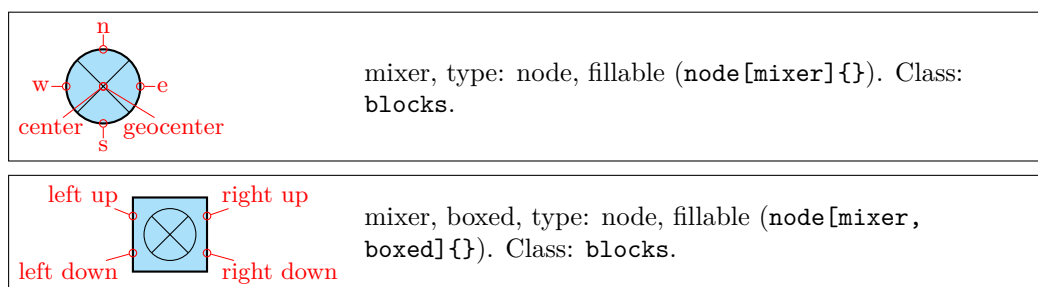 n
w
e
center
geocenter
s
mixer, type: node, fillable (node[mixer]{}). Class:
blocks.
left up
right up
left down
right down
mixer, boxed, type: node, fillable (node[mixer,
boxed]{}). Class: blocks.